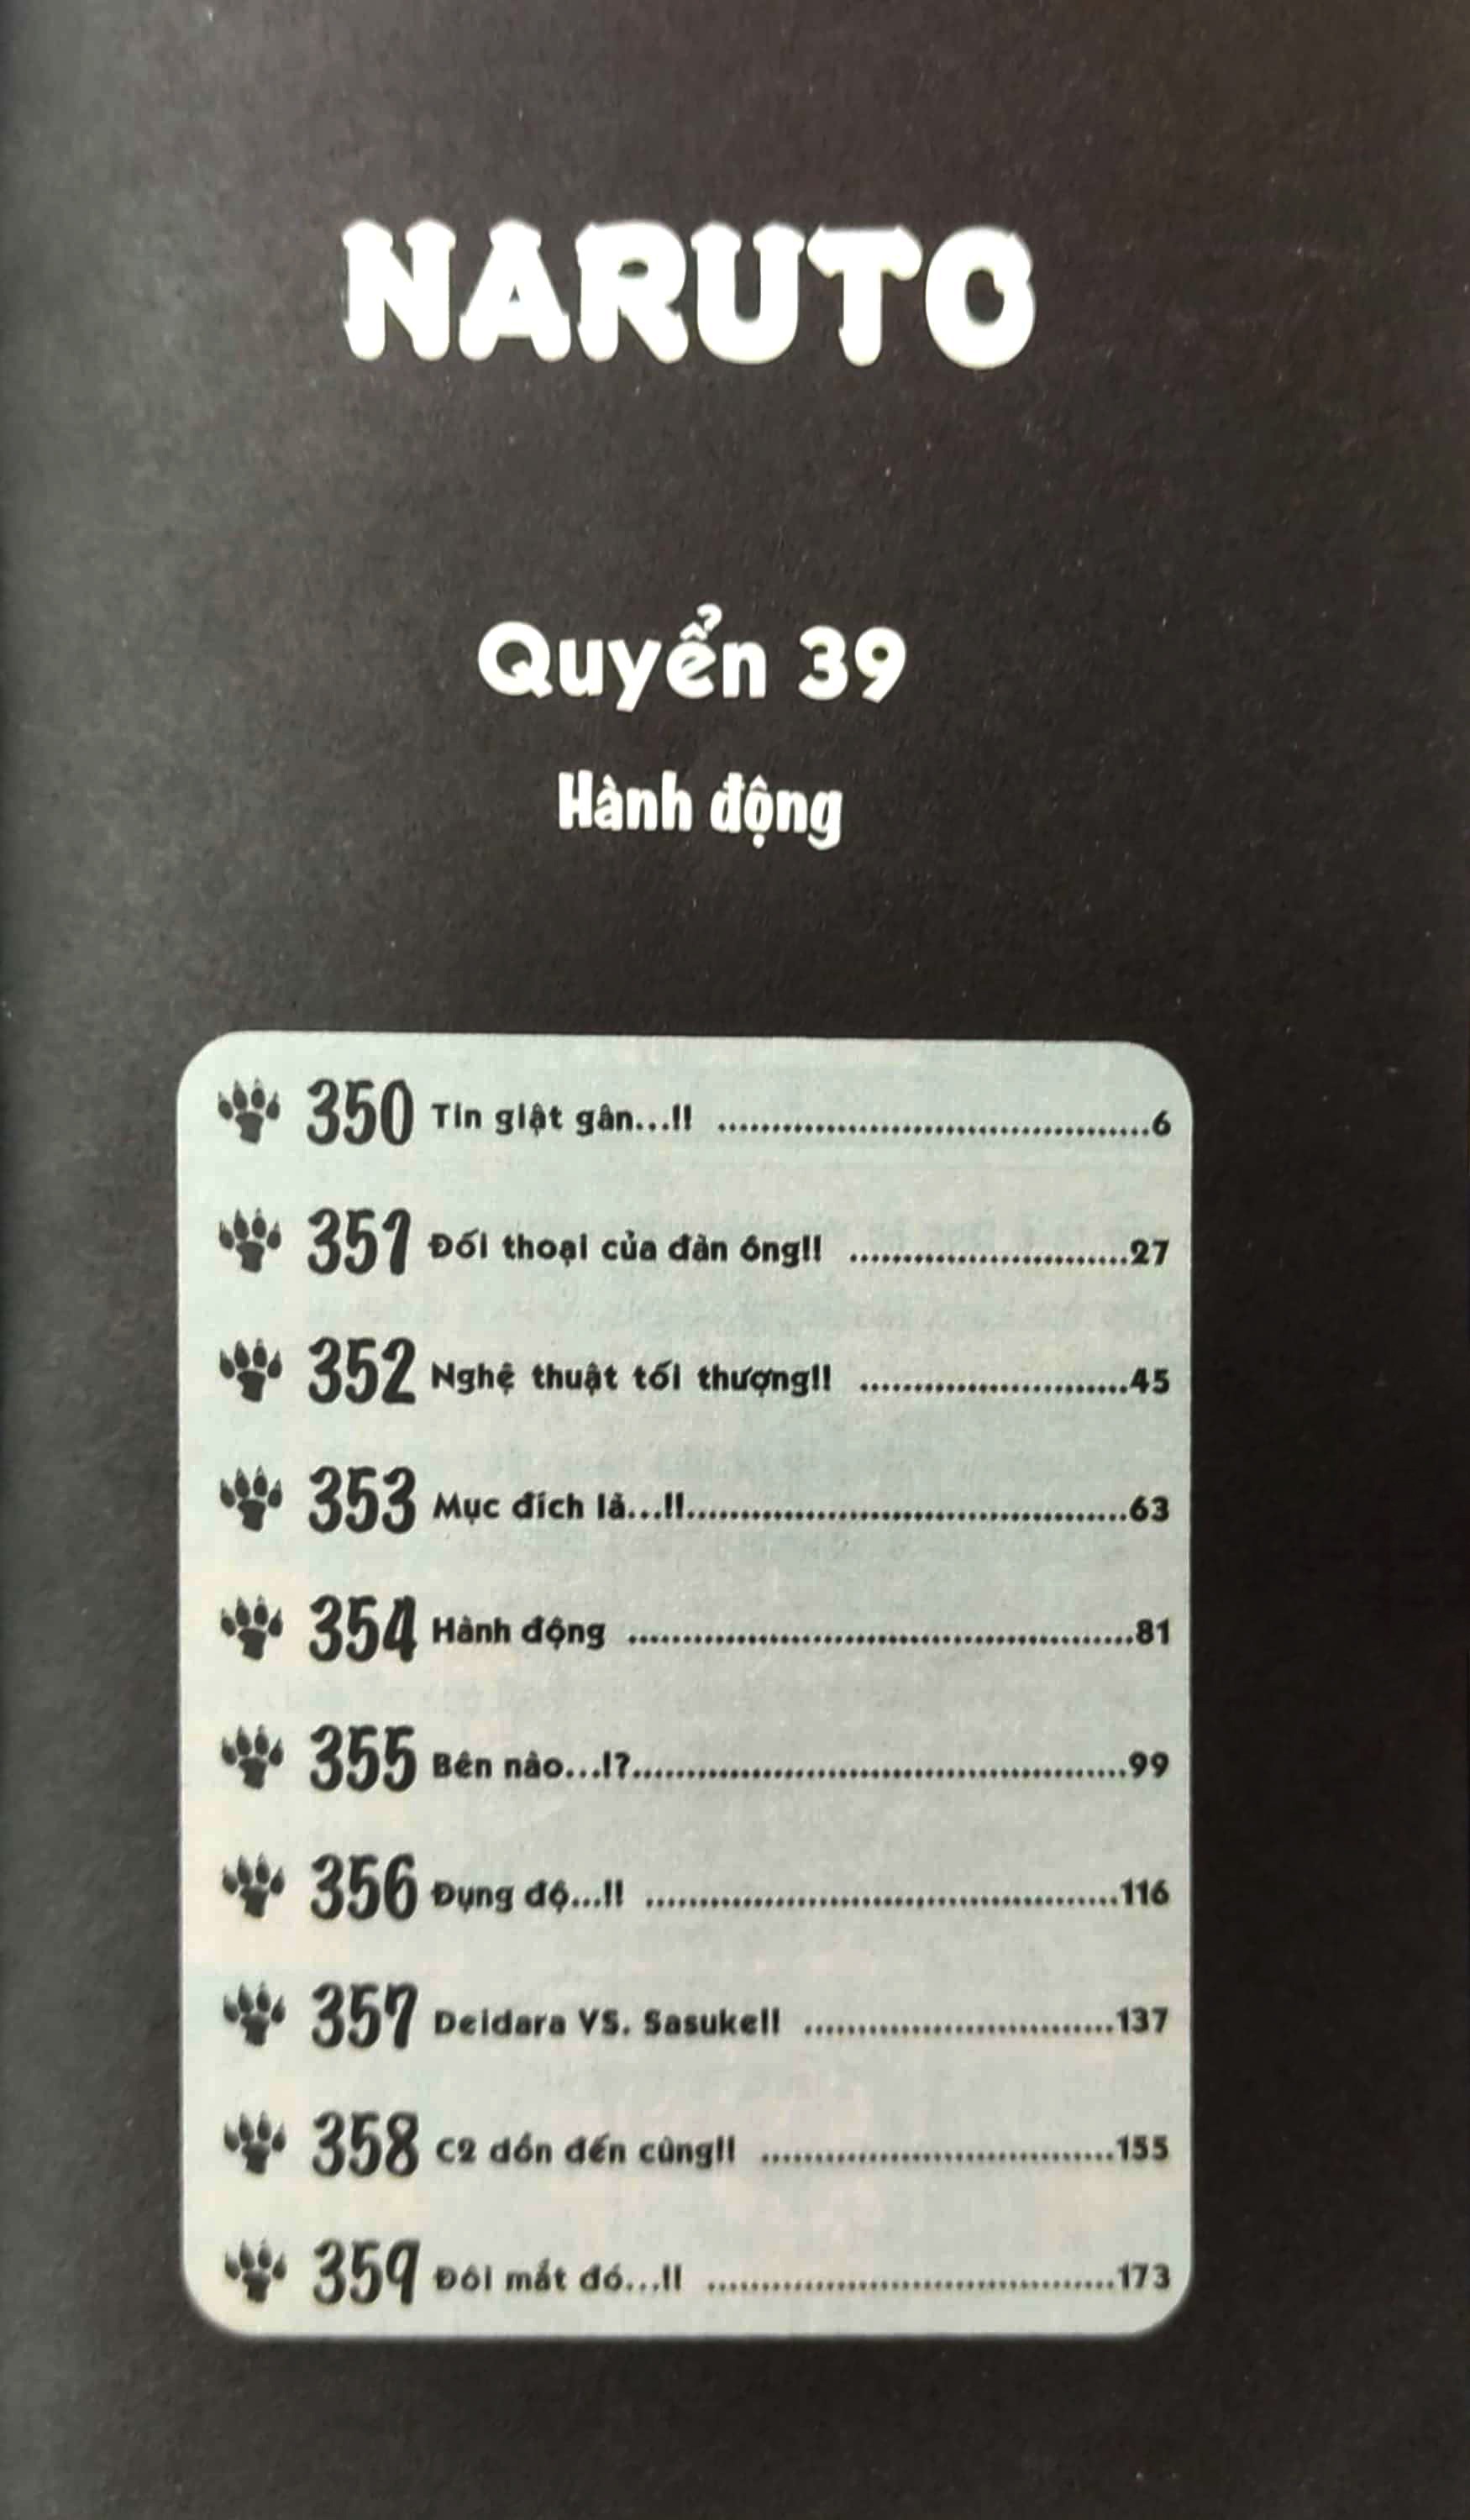 NARUTO
Quyển 39
Hành động
350 Tin giật gân...!! ........................................6
351 Đối thoại của đàn ông!! ..........................27
352 Nghệ thuật tối thượng!! .........................45
353 Mục đích là...!!.........................................63
354 Hành động ...............................................81
355 Bên nào...!?..............................................99
356 Đụng độ...!! ............................................116
357 Deidara VS. Sasuke!! .............................137
358 C2 dồn đến cùng!! .................................155
359 Đôi mắt đó...!! ......................................173